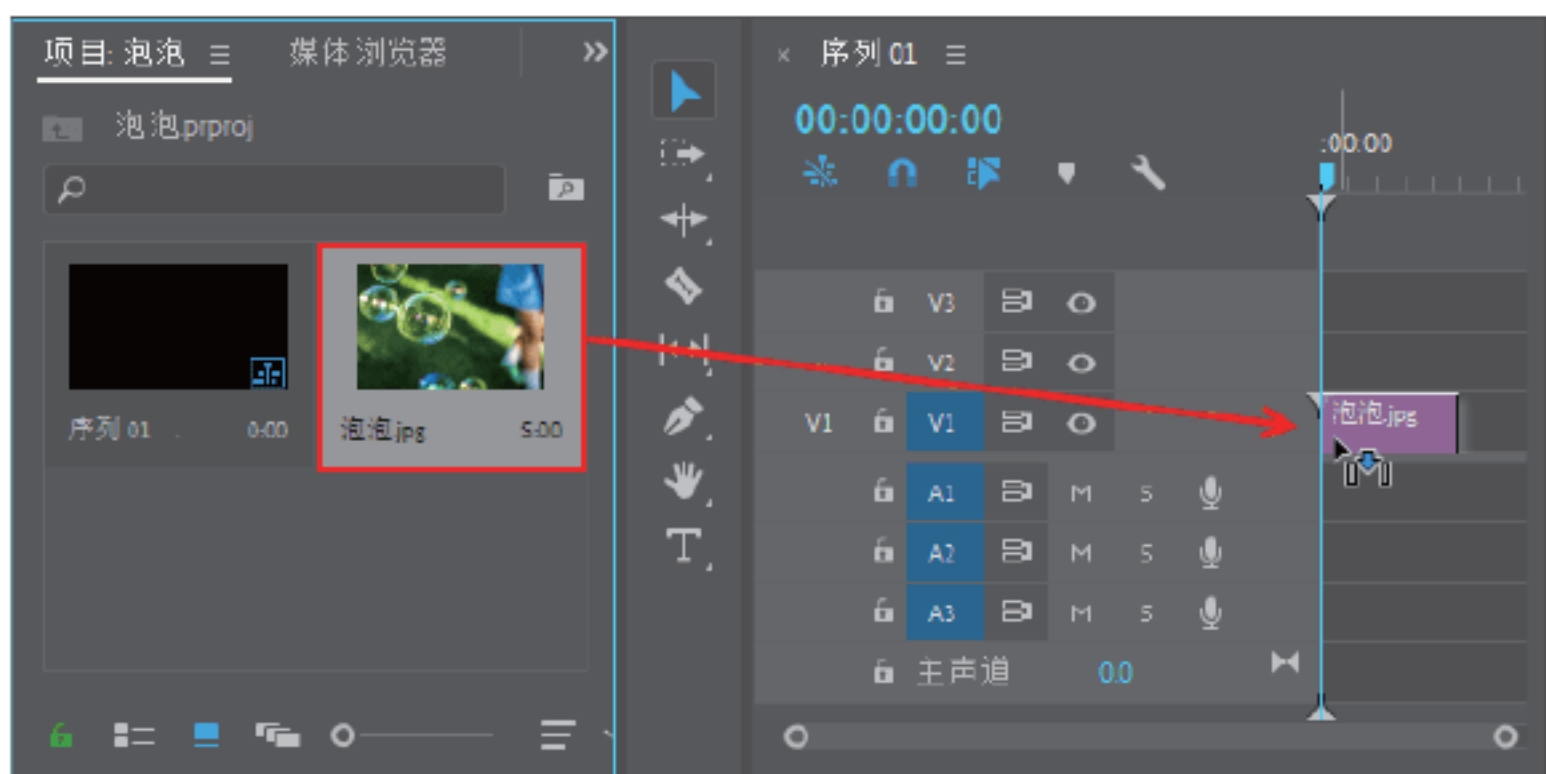 项目: 泡泡
媒体浏览器
泡泡.prproj
序列 01
0:00
泡泡.jpg
5:00
× 序列 01
00:00:00:00
:00:00
V3
V2
V1 V1
泡泡.jpg
A1 M S
A2 M S
A3 M S
主声道 0.0
T